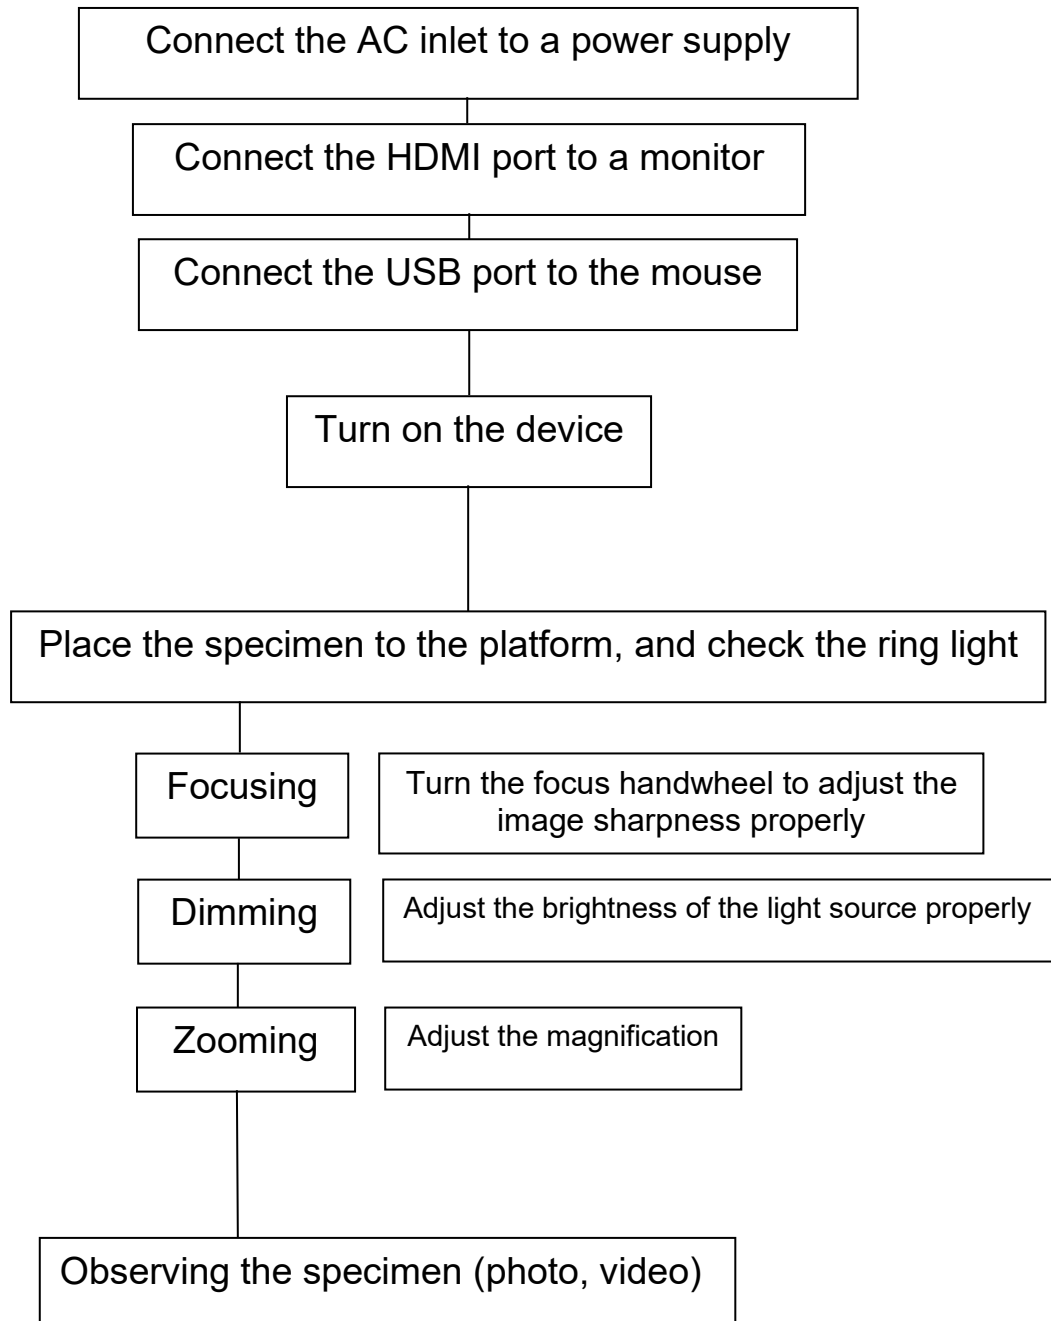 Connect the AC inlet to a power supply
Connect the HDMI port to a monitor
Connect the USB port to the mouse
Turn on the device
Place the specimen to the platform, and check the ring light
Focusing
Turn the focus handwheel to adjust the
image sharpness properly
Dimming
Adjust the brightness of the light source properly
Zooming
Adjust the magnification
Observing the specimen (photo, video)